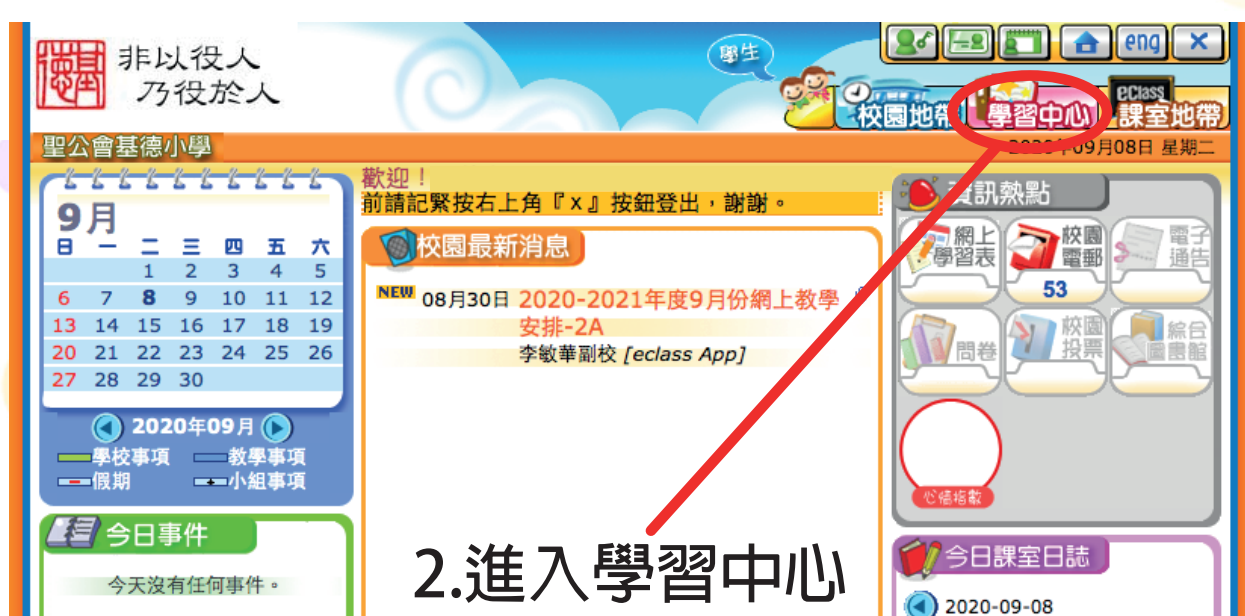 基德
非以役人
乃役於人
學生
eng
校園地帶
學習中心
eClass
課室地帶
聖公會基德小學
2020年09月08日 星期二
9月
日 一 二 三 四 五 六
1 2 3 4 5
6 7 8 9 10 11 12
13 14 15 16 17 18 19
20 21 22 23 24 25 26
27 28 29 30
2020年09月
學校事項 教學事項
假期 小組事項
今日事件
今天沒有任何事件。
歡迎！
前請記緊按右上角『x』按鈕登出，謝謝。
校園最新消息
NEW 08月30日 2020-2021年度9月份網上教學
安排-2A
李敏華副校 [eclass App]
2.進入學習中心
資訊熱點
網上
學習表
校園
電郵
53
電子
通告
問卷
校園
投票
綜合
圖書館
心情指數
今日課室日誌
2020-09-08